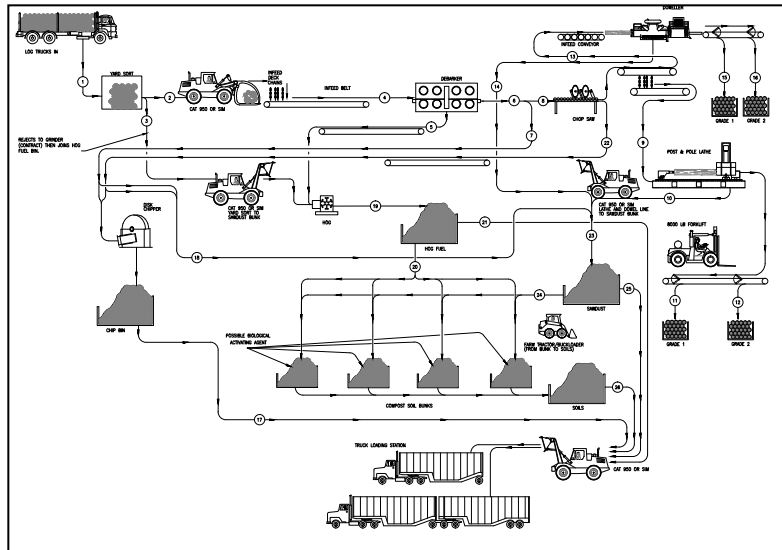 DOWELLER
LOG TRUCKS IN
INFEED CONVEYOR
13
14
15
16
1
YARD SORT
2
CAT 950 OR SIM
INFEED
DECK
CHAINS
INFEED BELT
4
DEBARKER
6
8
CHOP SAW
GRADE 1
GRADE 2
3
5
7
22
9
REJECTS TO GRINDER
(CONTRACT) THEN JOINS HOG
FUEL BIN.
POST & POLE LATHE
10
CAT 950 OR SIM
YARD SORT TO
SAWDUST BUNK
HOG
19
CAT 950 OR SIM
LATHE AND DOWEL LINE
TO SAWDUST BUNK
DISK
CHIPPER
21
23
8000 LB FORKLIFT
HOG FUEL
18
20
11
12
24
25
SAWDUST
CHIP BIN
POSSIBLE BIOLOGICAL
ACTIVATING AGENT
FARM TRACTOR/BUCKLOADER
(FROM BUNK TO SOILS)
GRADE 1
GRADE 2
26
COMPOST SOIL BUNKS
SOILS
17
TRUCK LOADING STATION
CAT 950 OR SIM